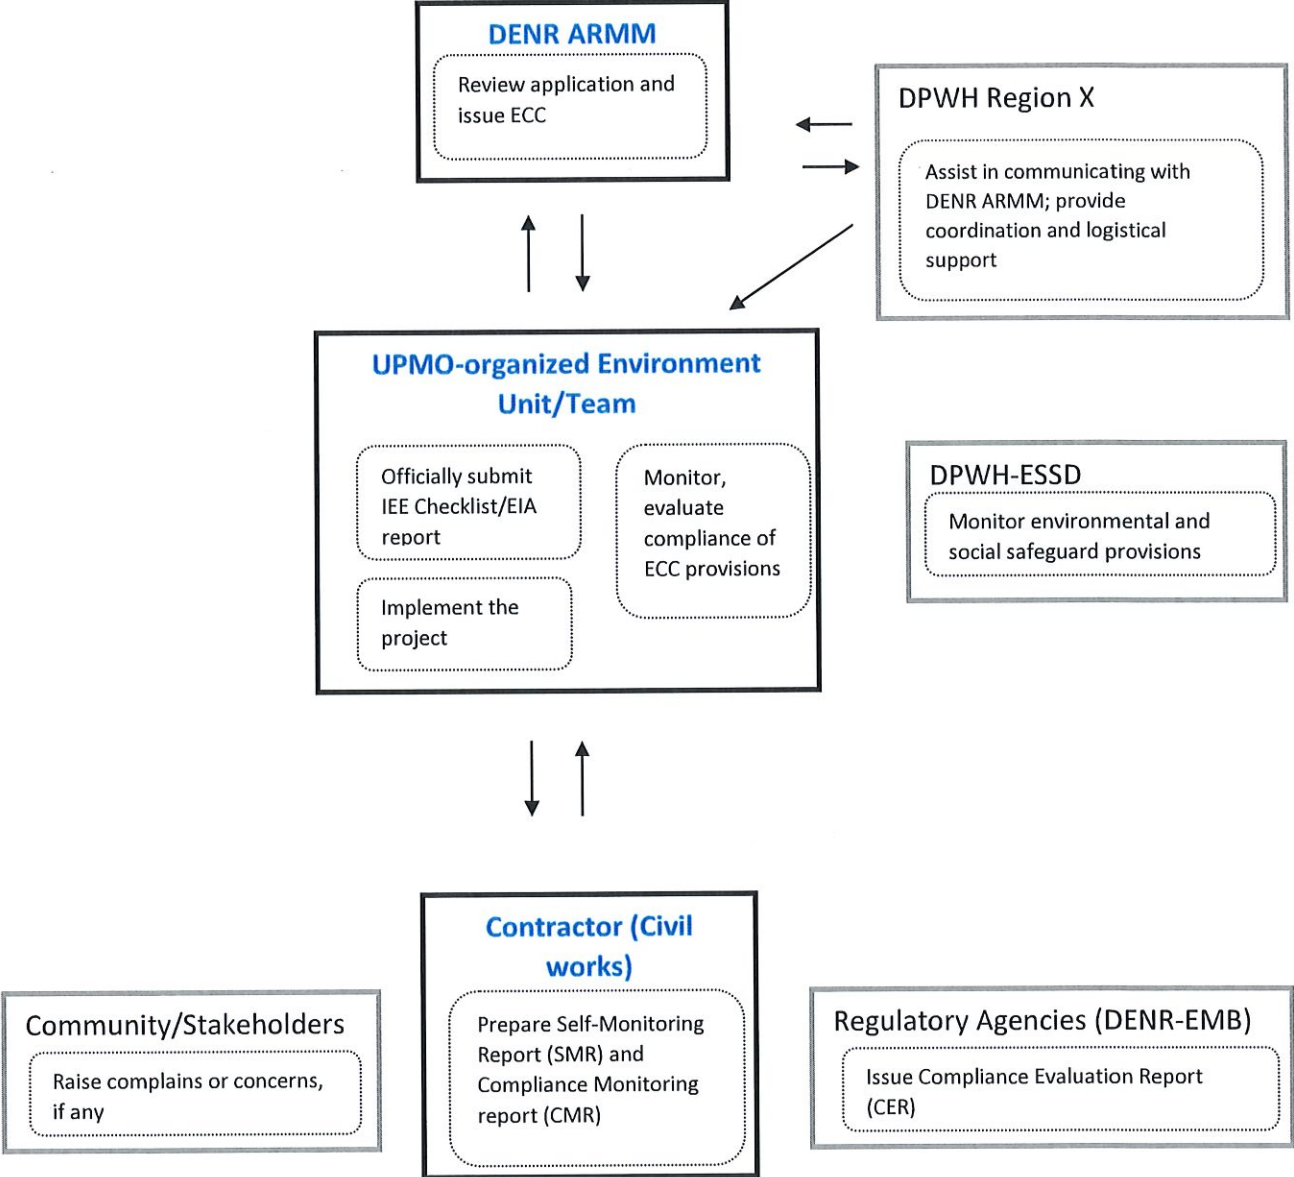 DENR ARMM
Review application and
issue ECC
DPWH Region X
Assist in communicating with
DENR ARMM; provide
coordination and logistical
support
UPMO-organized Environment
Unit/Team
Officially submit
IEE Checklist/EIA
report
Implement the
project
Monitor,
evaluate
compliance of
ECC provisions
DPWH-ESSD
Monitor environmental and
social safeguard provisions
Contractor (Civil
works)
Prepare Self-Monitoring
Report (SMR) and
Compliance Monitoring
report (CMR)
Community/Stakeholders
Raise complains or concerns,
if any
Regulatory Agencies (DENR-EMB)
Issue Compliance Evaluation Report
(CER)